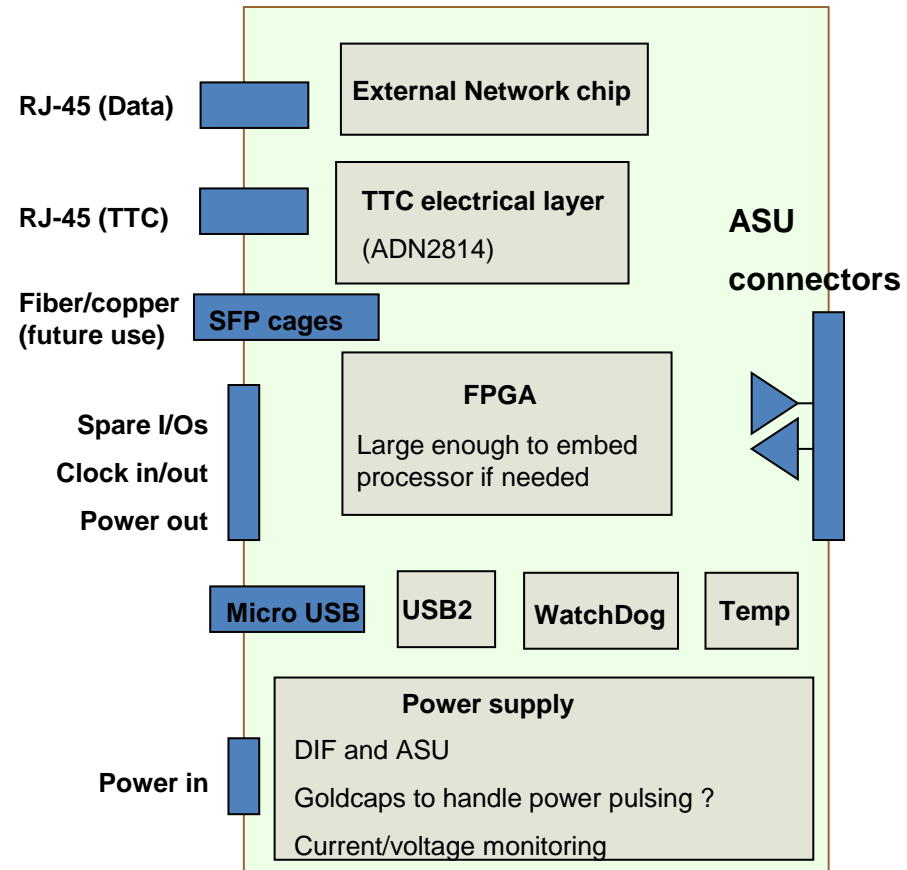 RJ-45 (Data)
External Network chip
RJ-45 (TTC)
TTC electrical layer
(ADN2814)
ASU
connectors
Fiber/copper
(future use)
SFP cages
FPGA
Large enough to embed
processor if needed
Spare I/Os
Clock in/out
Power out
Micro USB
USB2
WatchDog
Temp
Power supply
DIF and ASU
Goldcaps to handle power pulsing ?
Current/voltage monitoring
Power in